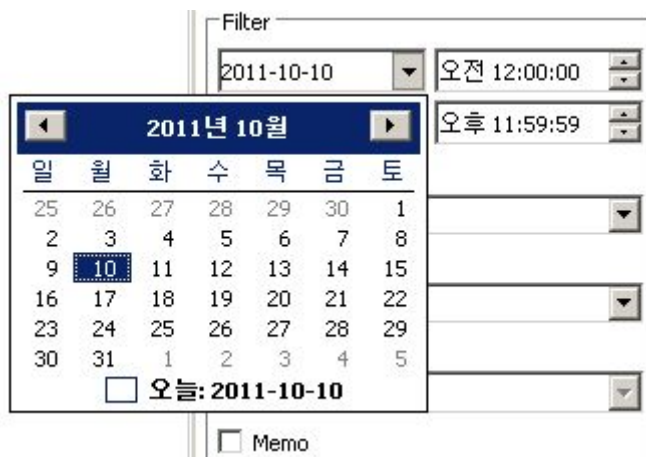 Filter
2011-10-10 오전 12:00:00
오후 11:59:59
2011년 10월
일 월 화 수 목 금 토
25 26 27 28 29 30 1
2 3 4 5 6 7 8
9 10 11 12 13 14 15
16 17 18 19 20 21 22
23 24 25 26 27 28 29
30 31 1 2 3 4 5
오늘: 2011-10-10
Memo